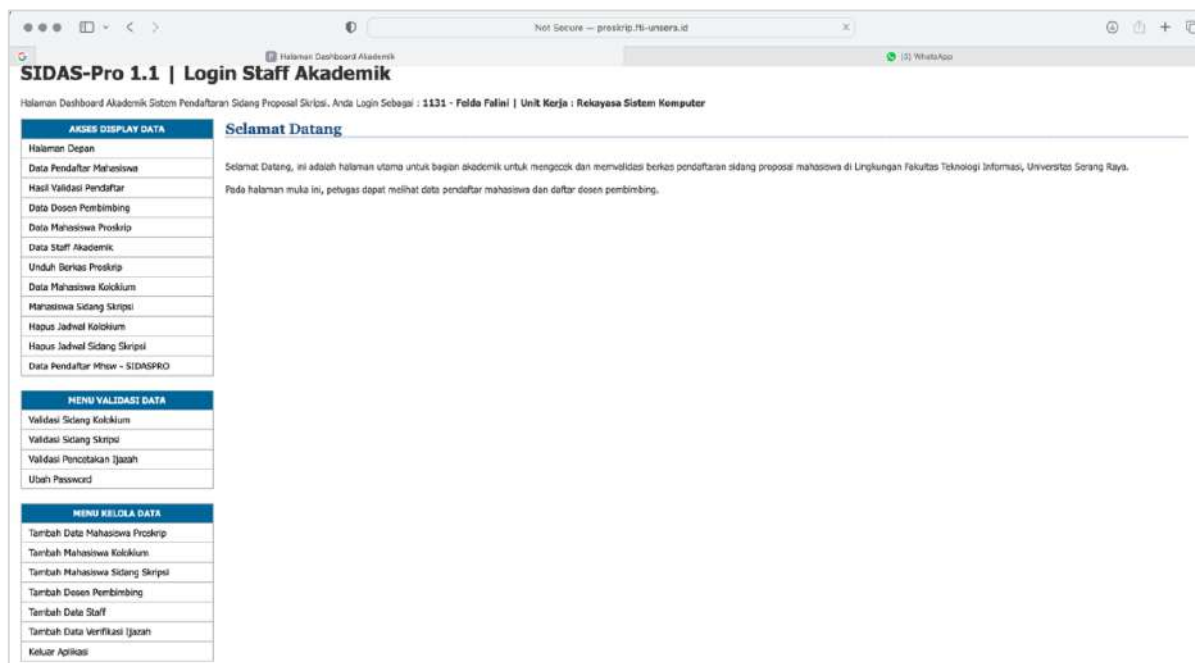 Not Secure — proskrip.fti-unsera.id
Halaman Dashboard Akademik
(5) WhatsApp
SIDAS-Pro 1.1 | Login Staff Akademik
Halaman Dashboard Akademik Sistem Pendaftaran Sidang Proposal Skripsi. Anda Login Sebagai : 1131 - Felda Falini | Unit Kerja : Rekayasa Sistem Komputer
AKSES DISPLAY DATA
Halaman Depan
Data Pendaftar Mahasiswa
Hasil Validasi Pendaftar
Data Dosen Pembimbing
Data Mahasiswa Proskrip
Data Staff Akademik
Unduh Berkas Proskrip
Data Mahasiswa Kolokium
Mahasiswa Sidang Skripsi
Hapus Jadwal Kolokium
Hapus Jadwal Sidang Skripsi
Data Pendaftar Mhsw - SIDASPRO
MENU VALIDASI DATA
Validasi Sidang Kolokium
Validasi Sidang Skripsi
Validasi Pencetakan Ijazah
Ubah Password
MENU KELOLA DATA
Tambah Data Mahasiswa Proskrip
Tambah Mahasiswa Kolokium
Tambah Mahasiswa Sidang Skripsi
Tambah Dosen Pembimbing
Tambah Data Staff
Tambah Data Verifikasi Ijazah
Keluar Aplikasi
Selamat Datang
Selamat Datang, ini adalah halaman utama untuk bagian akademik untuk mengecek dan memvalidasi berkas pendaftaran sidang proposal mahasiswa di Lingkungan Fakultas Teknologi Informasi, Universitas Serang Raya.
Pada halaman muka ini, petugas dapat melihat data pendaftar mahasiswa dan daftar dosen pembimbing.